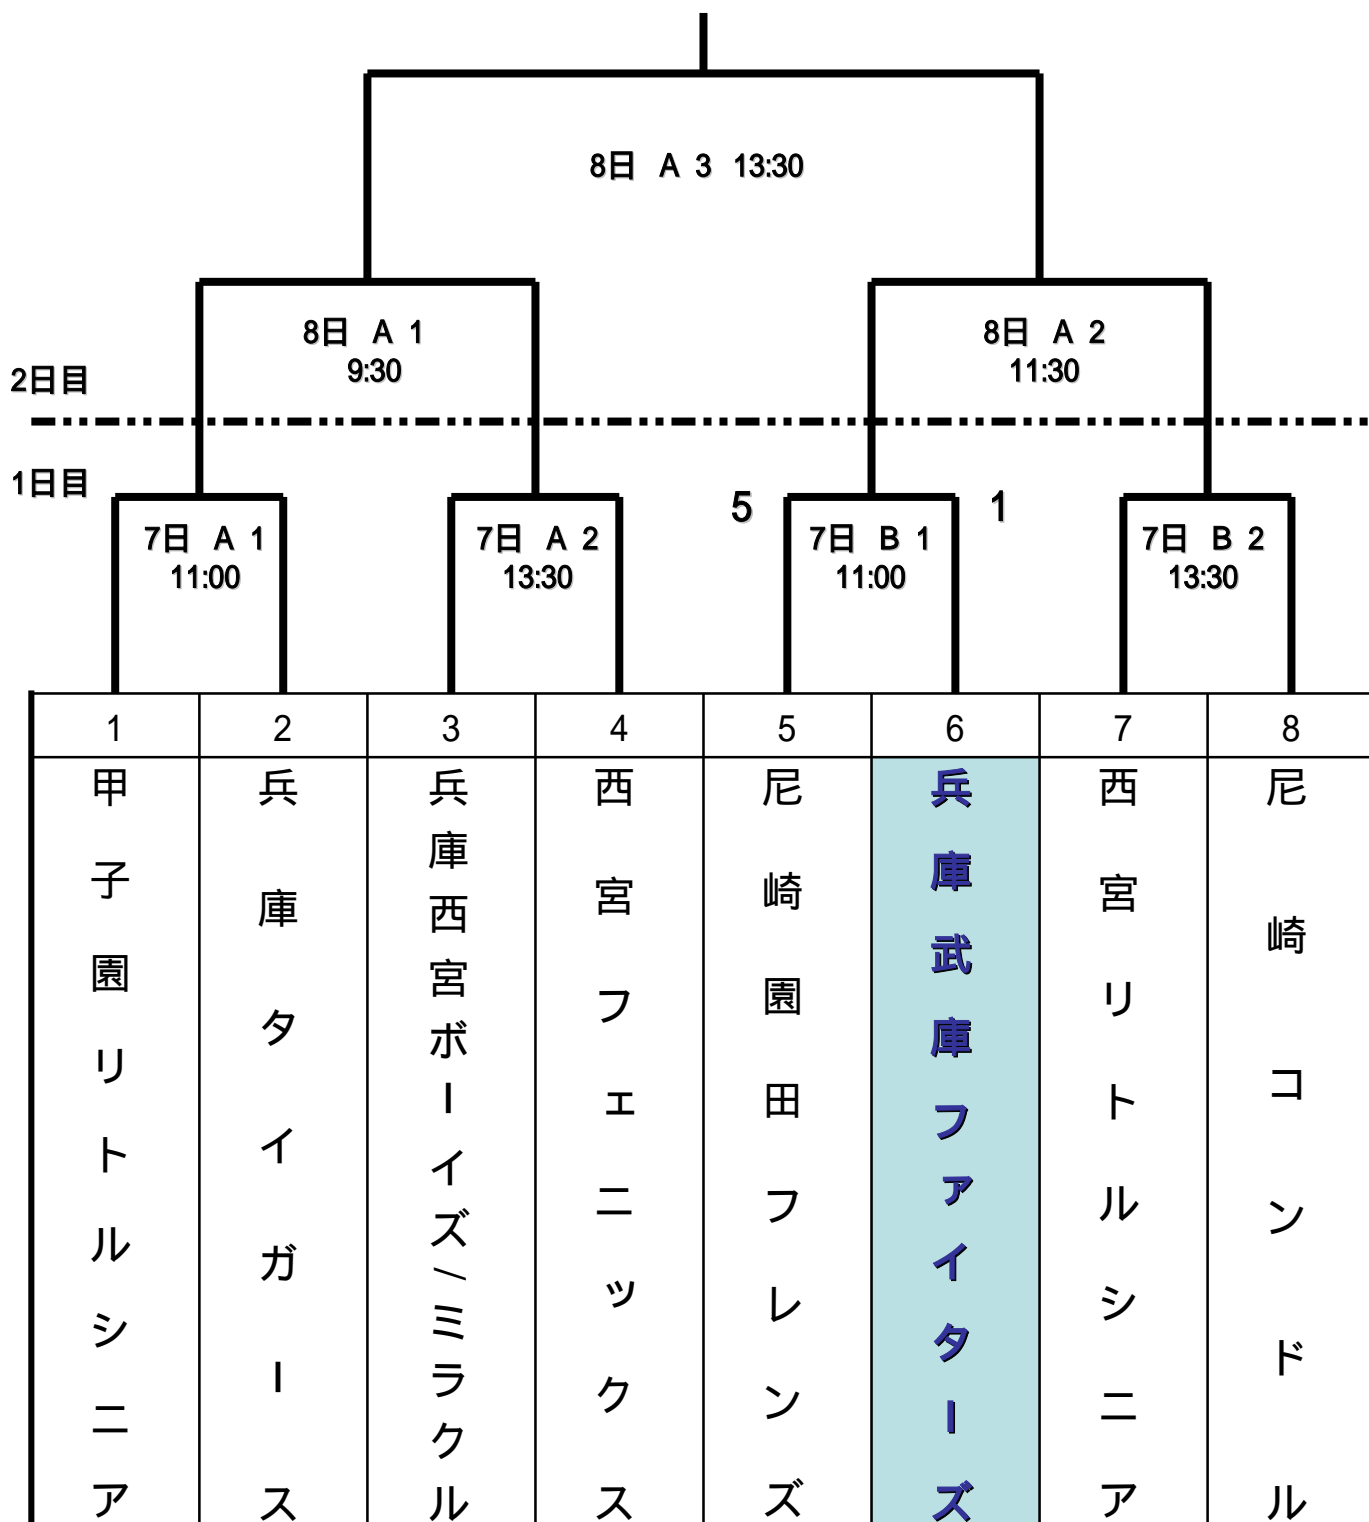 8日 A 3 13:30
8日 A 1
9:30
8日 A 2
11:30
2日目
1日目
5
1
7日 A 1
11:00
7日 A 2
13:30
7日 B 1
11:00
7日 B 2
13:30
1 2 3 4 5 6 7 8
甲子園リトルシニア
兵庫タイガース
兵庫西宮ボーイズ/ミラクル
西宮フェニックス
尼崎園田フレンズ
兵庫武庫ファイターズ
西宮リトルシニア
尼崎コンドル